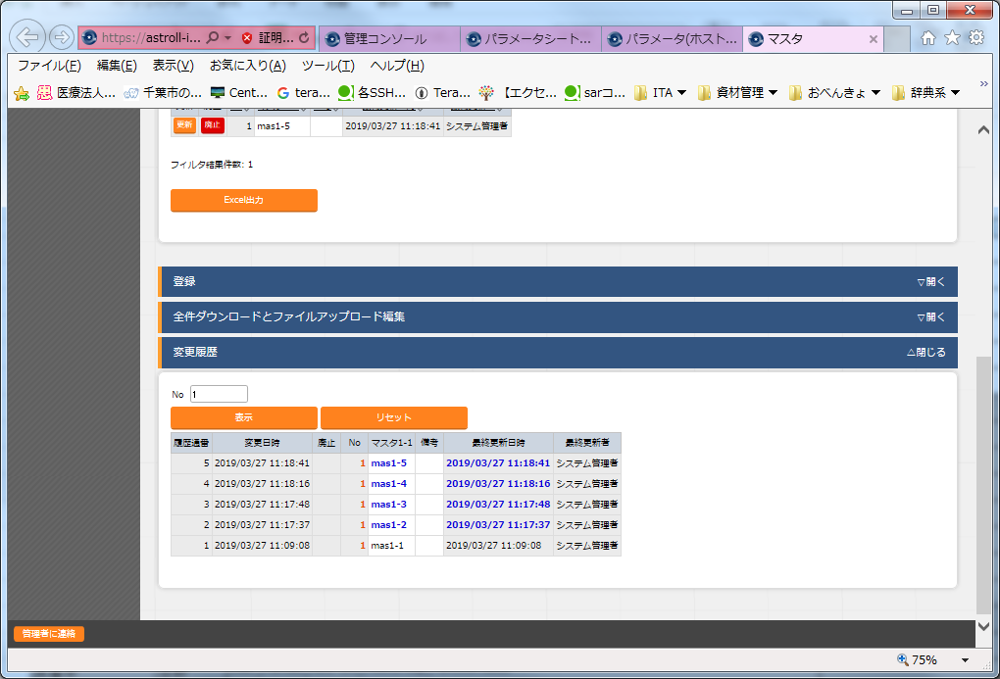 https://astroll-i... 証明... 管理コンソール パラメータシート... パラメータ(ホスト... マスタ
ファイル(F) 編集(E) 表示(V) お気に入り(A) ツール(T) ヘルプ(H)
医療法人... 千葉市の... Cent... tera... 各SSH... Tera... 【エクセ... sarコ... ITA 資材管理 おべんきょ 辞典系
更新 廃止 1 mas1-5 2019/03/27 11:18:41 システム管理者
フィルタ結果件数: 1
Excel出力
登録 ▽開く
全件ダウンロードとファイルアップロード編集 ▽開く
変更履歴 △閉じる
No 1
表示 リセット
履歴通番 変更日時 廃止 No マスタ1-1 備考 最終更新日時 最終更新者
5 2019/03/27 11:18:41 1 mas1-5 2019/03/27 11:18:41 システム管理者
4 2019/03/27 11:18:16 1 mas1-4 2019/03/27 11:18:16 システム管理者
3 2019/03/27 11:17:48 1 mas1-3 2019/03/27 11:17:48 システム管理者
2 2019/03/27 11:17:37 1 mas1-2 2019/03/27 11:17:37 システム管理者
1 2019/03/27 11:09:08 1 mas1-1 2019/03/27 11:09:08 システム管理者
管理者に連絡
75%